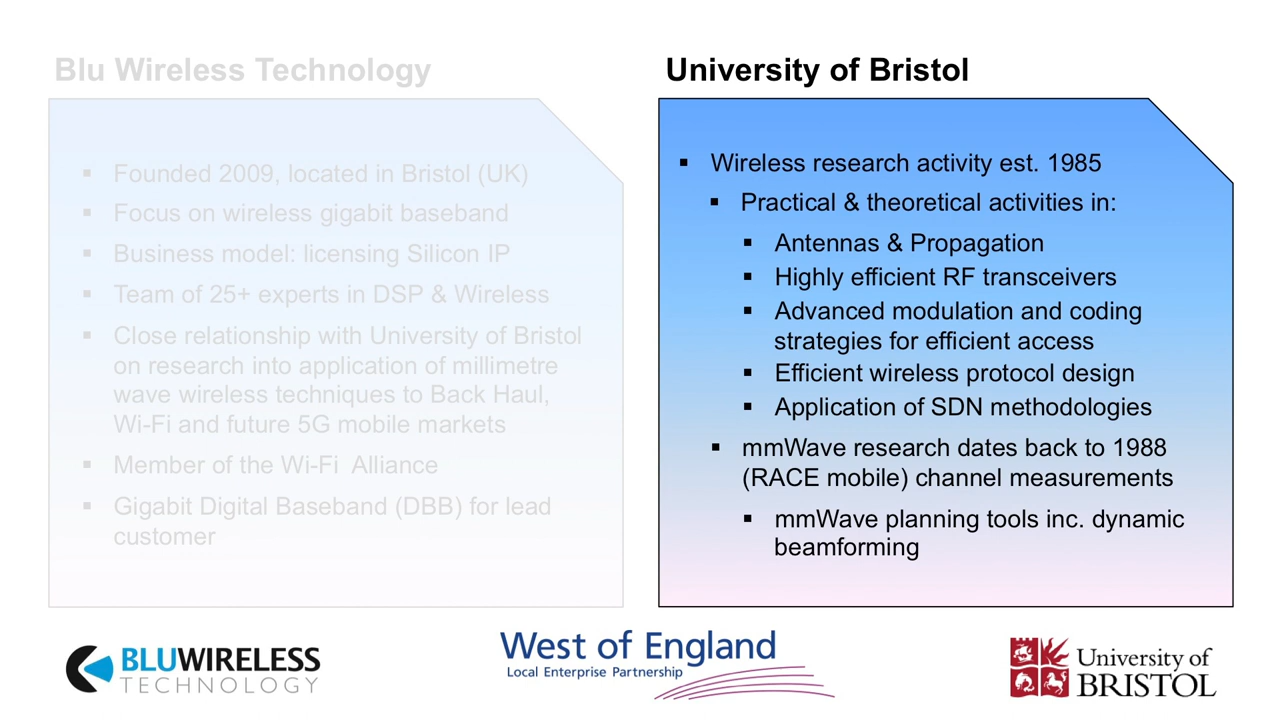 Blu Wireless Technology
Founded 2009, located in Bristol (UK)
Focus on wireless gigabit baseband
Business model: licensing Silicon IP
Team of 25+ experts in DSP & Wireless
Close relationship with University of Bristol
on research into application of millimetre
wave wireless techniques to Back Haul,
Wi-Fi and future 5G mobile markets
Member of the Wi-Fi Alliance
Gigabit Digital Baseband (DBB) for lead
customer
University of Bristol
Wireless research activity est. 1985
Practical & theoretical activities in:
Antennas & Propagation
Highly efficient RF transceivers
Advanced modulation and coding
strategies for efficient access
Efficient wireless protocol design
Application of SDN methodologies
mmWave research dates back to 1988
(RACE mobile) channel measurements
mmWave planning tools inc. dynamic
beamforming
BLUWIRELESS
TECHNOLOGY
West of England
Local Enterprise Partnership
University of
BRISTOL